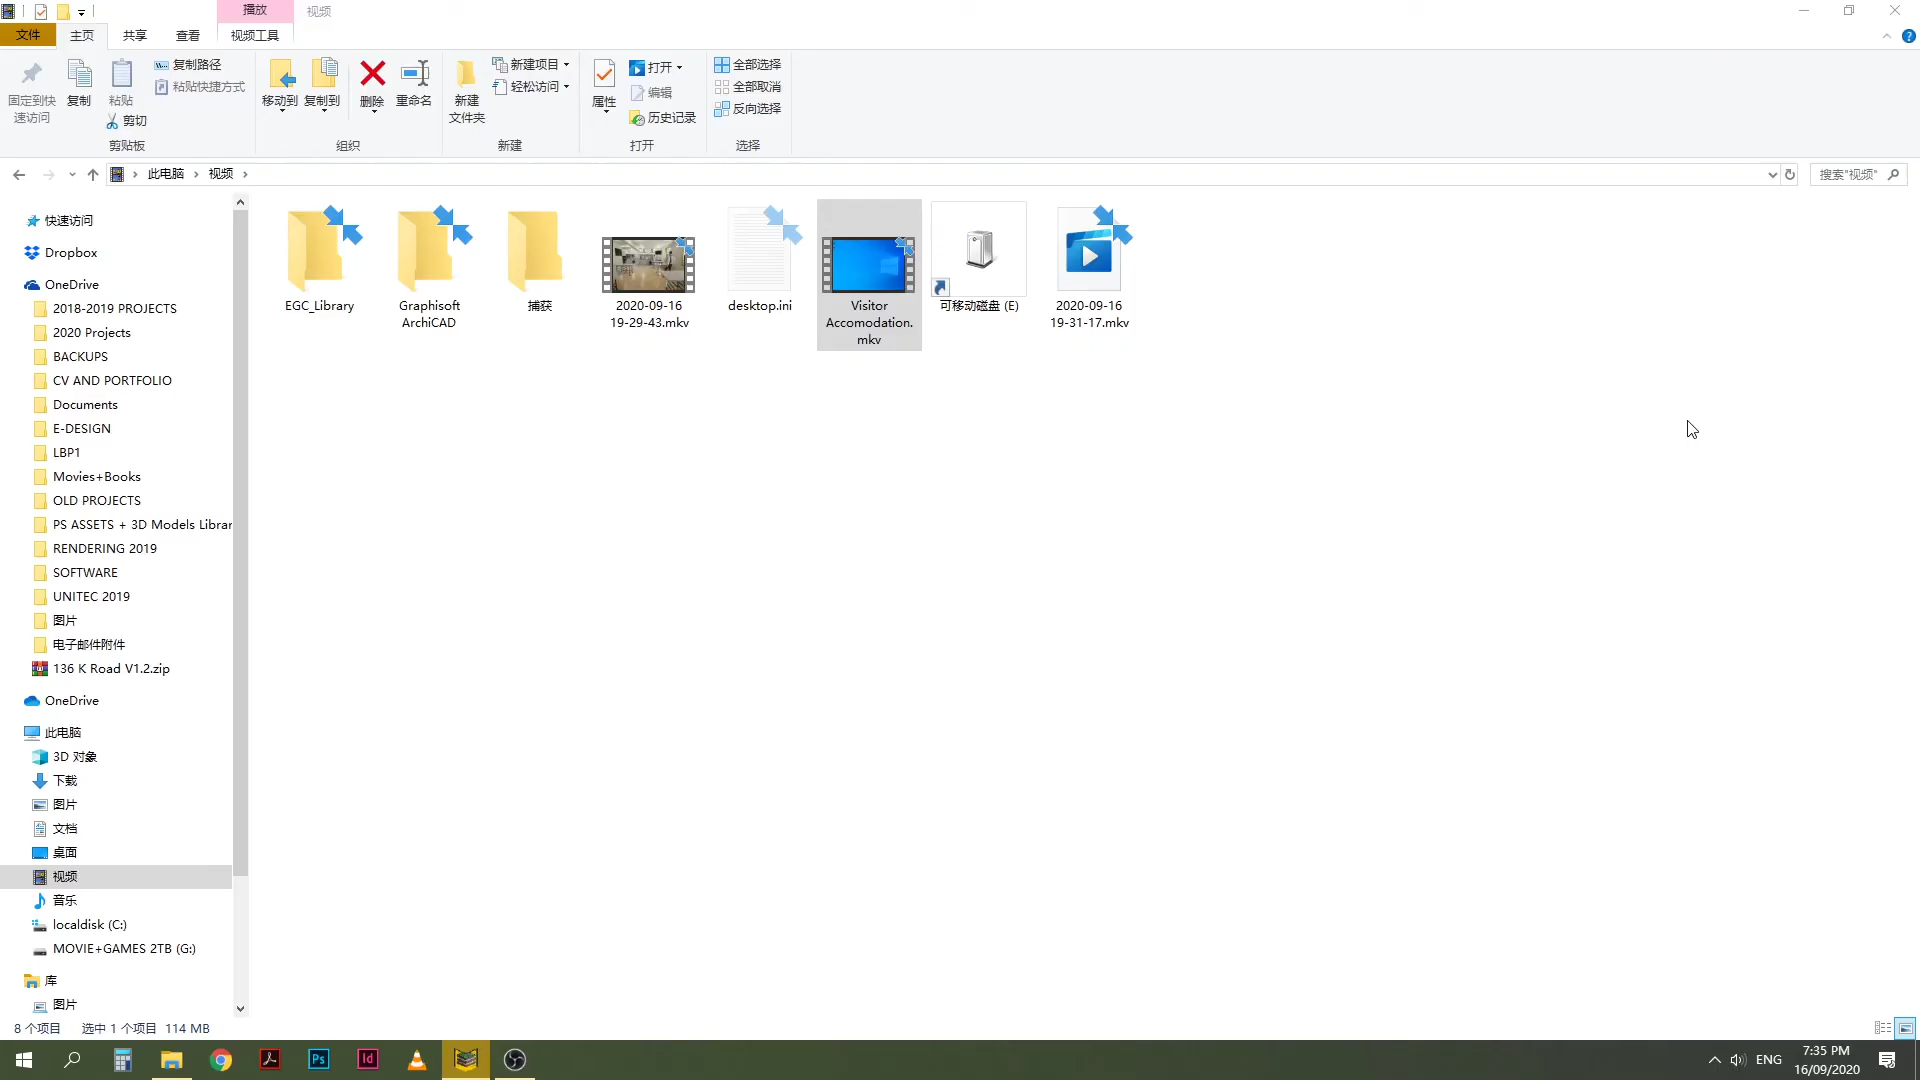 播放
视频
文件
主页
共享
查看
视频工具
固定到快
速访问
复制
粘贴
复制路径
粘贴快捷方式
剪切
剪贴板
移动到
复制到
删除
重命名
组织
新建
文件夹
新建项目
轻松访问
新建
属性
打开
编辑
历史记录
打开
全部选择
全部取消
反向选择
选择
此电脑
视频
搜索"视频"
快速访问
Dropbox
OneDrive
2018-2019 PROJECTS
2020 Projects
BACKUPS
CV AND PORTFOLIO
Documents
E-DESIGN
LBP1
Movies+Books
OLD PROJECTS
PS ASSETS + 3D Models Librar
RENDERING 2019
SOFTWARE
UNITEC 2019
图片
电子邮件附件
136 K Road V1.2.zip
OneDrive
此电脑
3D 对象
下载
图片
文档
桌面
视频
音乐
localdisk (C:)
MOVIE+GAMES 2TB (G:)
库
图片
EGC_Library
Graphisoft
ArchiCAD
捕获
2020-09-16
19-29-43.mkv
desktop.ini
Visitor
Accomodation.
mkv
可移动磁盘 (E)
2020-09-16
19-31-17.mkv
8 个项目
选中 1 个项目 114 MB
Ps
Id
ENG
7:35 PM
16/09/2020